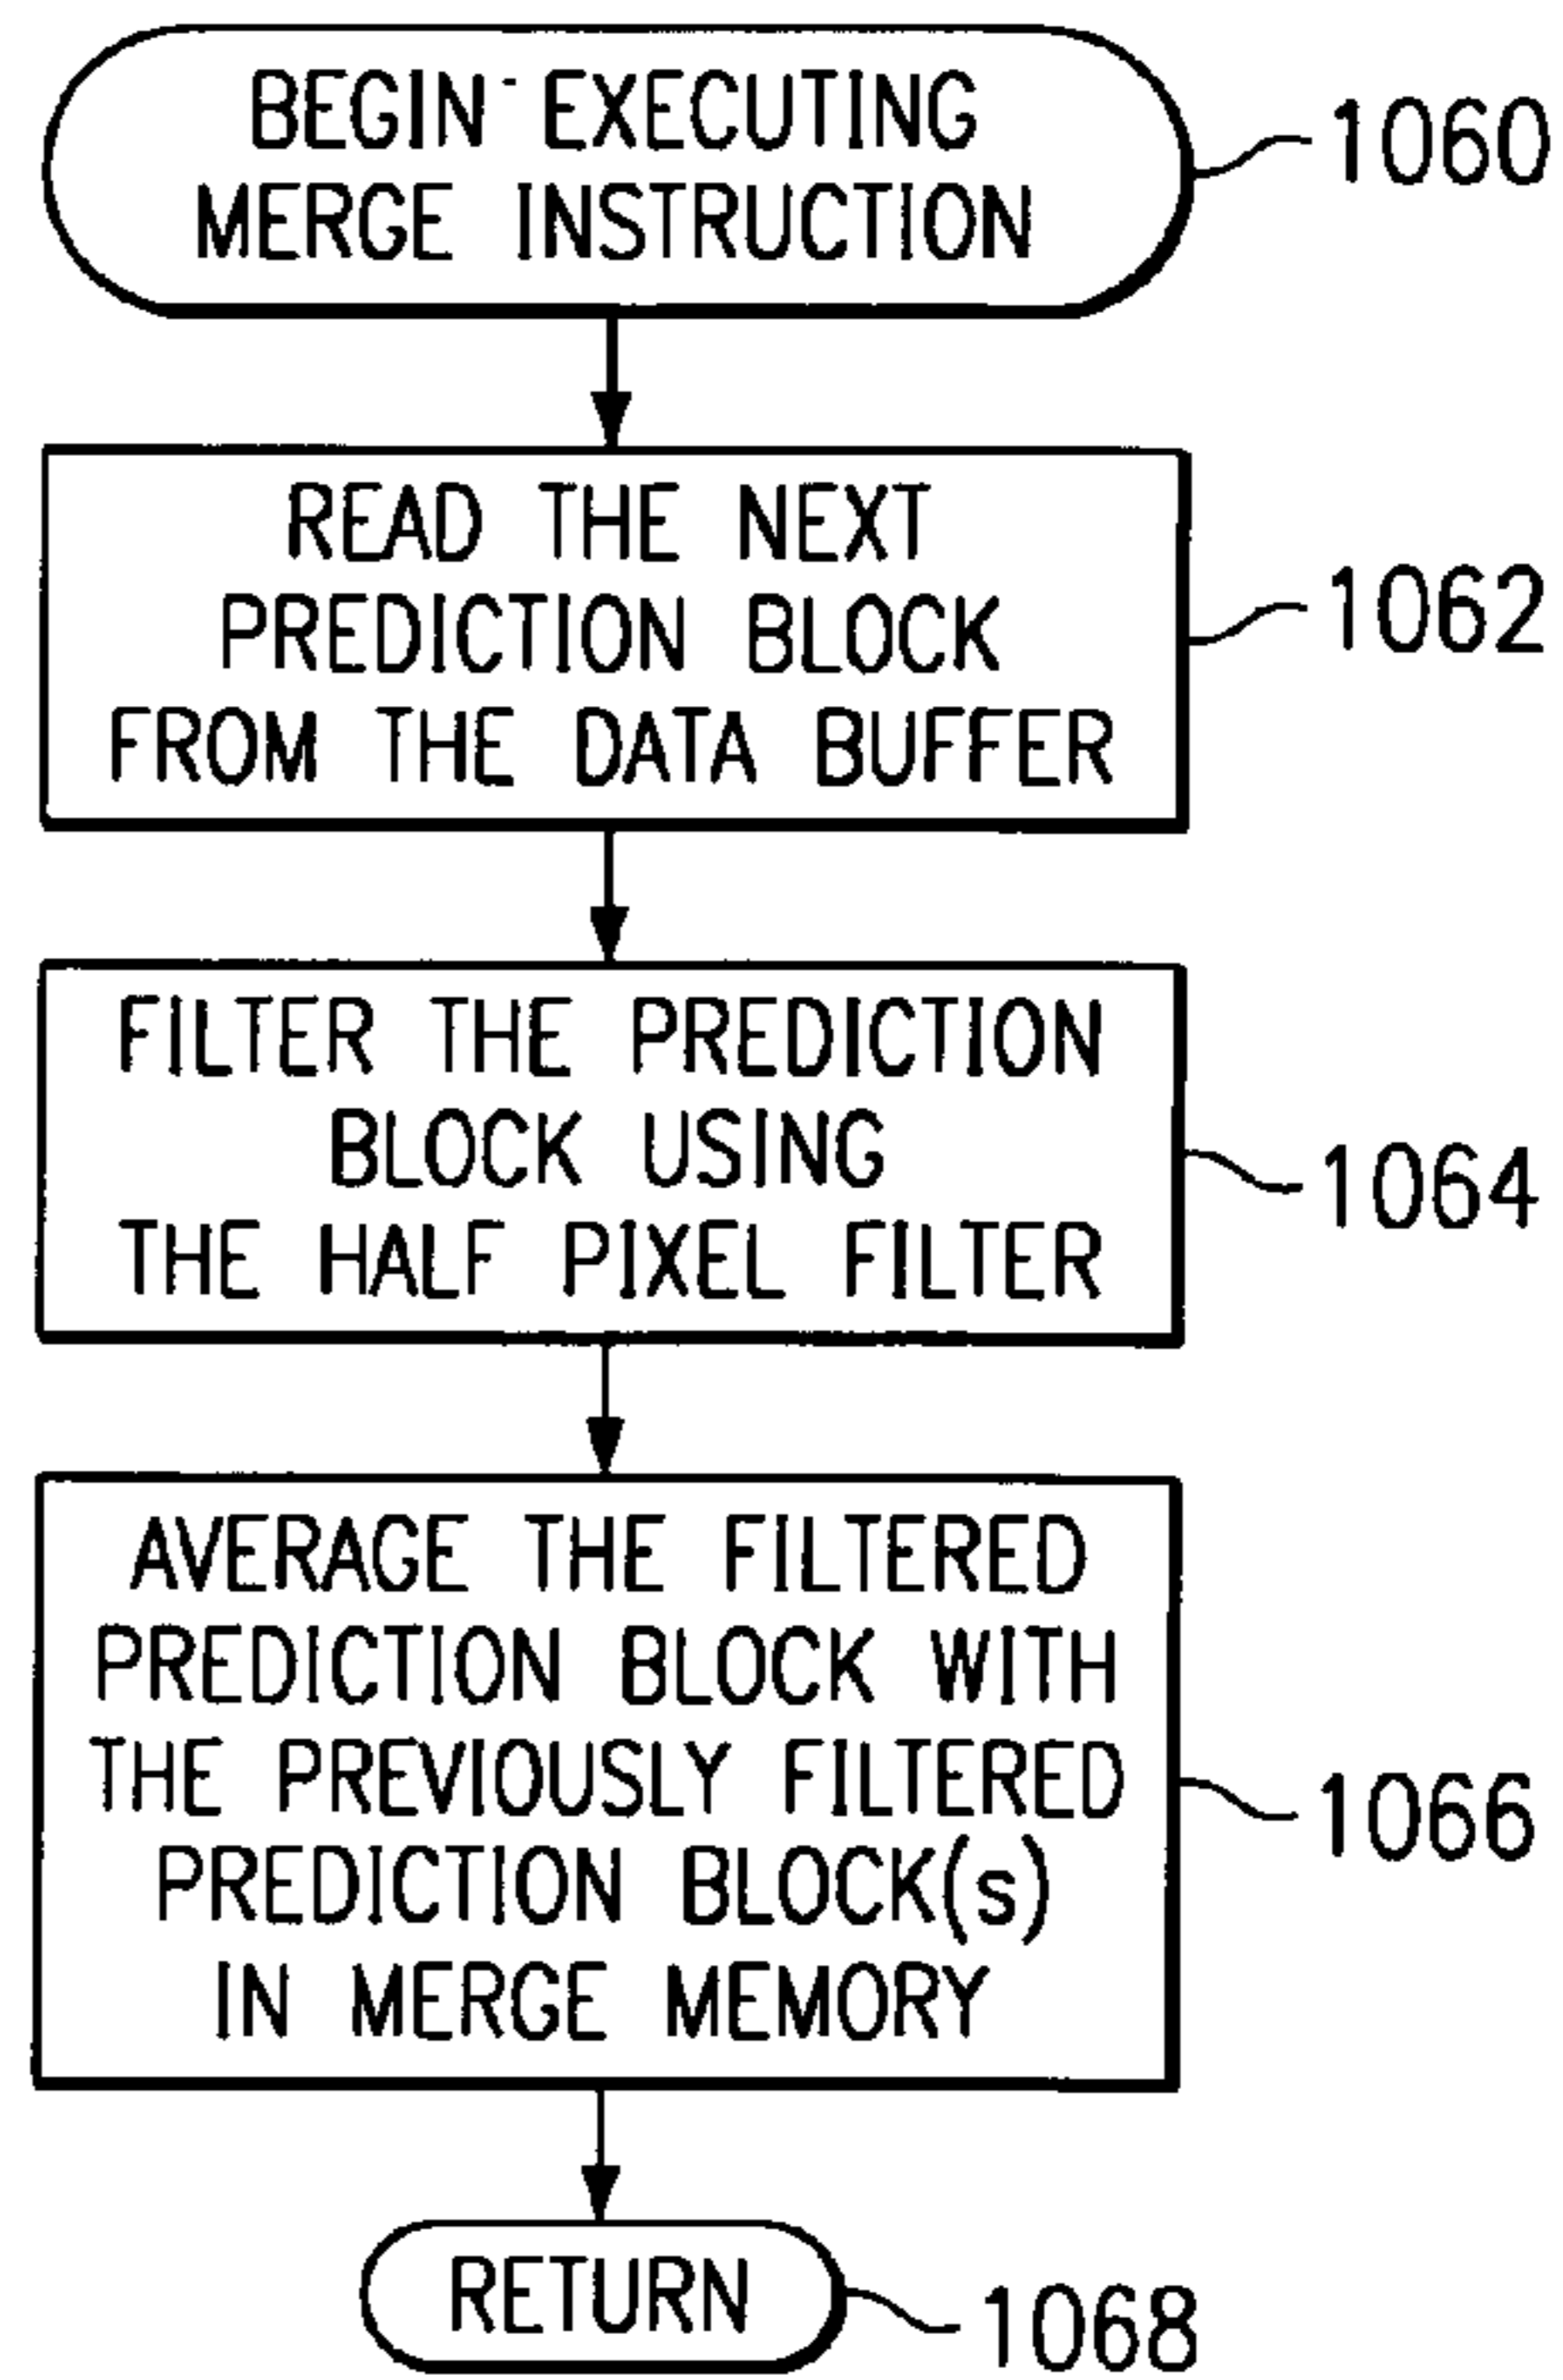 BEGIN EXECUTING
MERGE INSTRUCTION
1060
READ THE NEXT
PREDICTION BLOCK
FROM THE DATA BUFFER
1062
FILTER THE PREDICTION
BLOCK USING
THE HALF PIXEL FILTER
1064
AVERAGE THE FILTERED
PREDICTION BLOCK WITH
THE PREVIOUSLY FILTERED
PREDICTION BLOCK(s)
IN MERGE MEMORY
1066
RETURN
1068